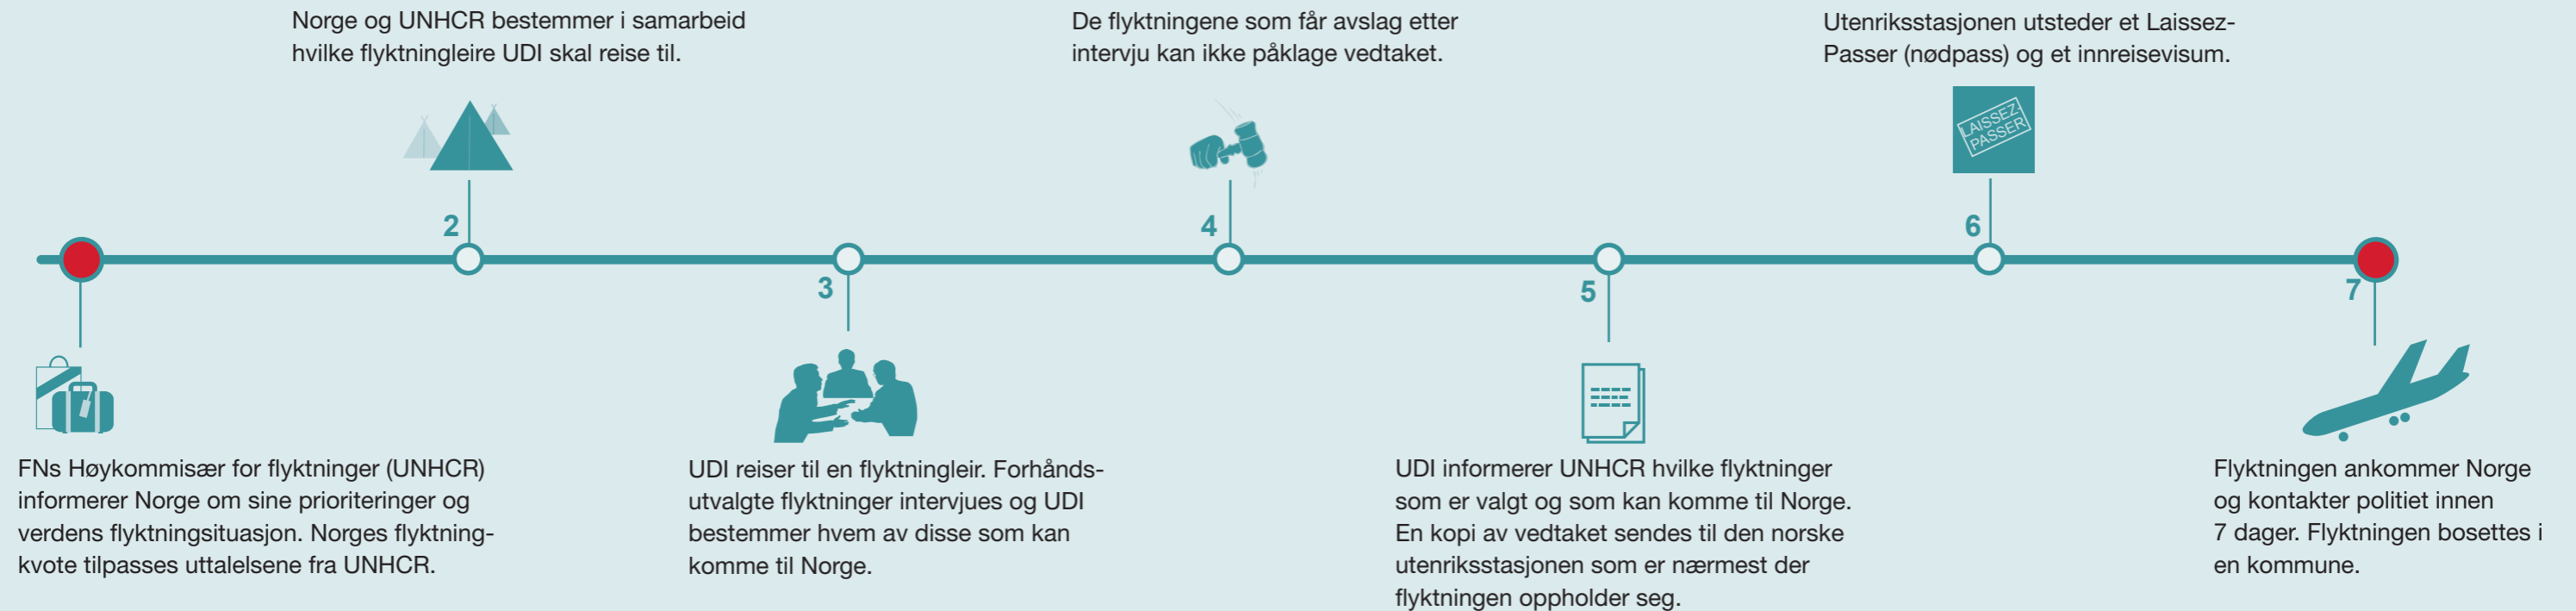 FNs Høykommisær for flyktninger (UNHCR)
informerer Norge om sine prioriteringer og
verdens flyktningsituasjon. Norges flyktning-
kvote tilpasses uttalelsene fra UNHCR.
Norge og UNHCR bestemmer i samarbeid
hvilke flyktningleire UDI skal reise til.
2
3
UDI reiser til en flyktningleir. Forhånds-
utvalgte flyktninger intervjues og UDI
bestemmer hvem av disse som kan
komme til Norge.
De flyktningene som får avslag etter
intervju kan ikke påklage vedtaket.
4
5
UDI informerer UNHCR hvilke flyktninger
som er valgt og som kan komme til Norge.
En kopi av vedtaket sendes til den norske
utenriksstasjonen som er nærmest der
flyktningen oppholder seg.
Utenriksstasjonen utsteder et Laissez-
Passer (nødpass) og et innreisevisum.
LAISSEZ-
PASSER
6
7
Flyktningen ankommer Norge
og kontakter politiet innen
7 dager. Flyktningen bosettes i
en kommune.